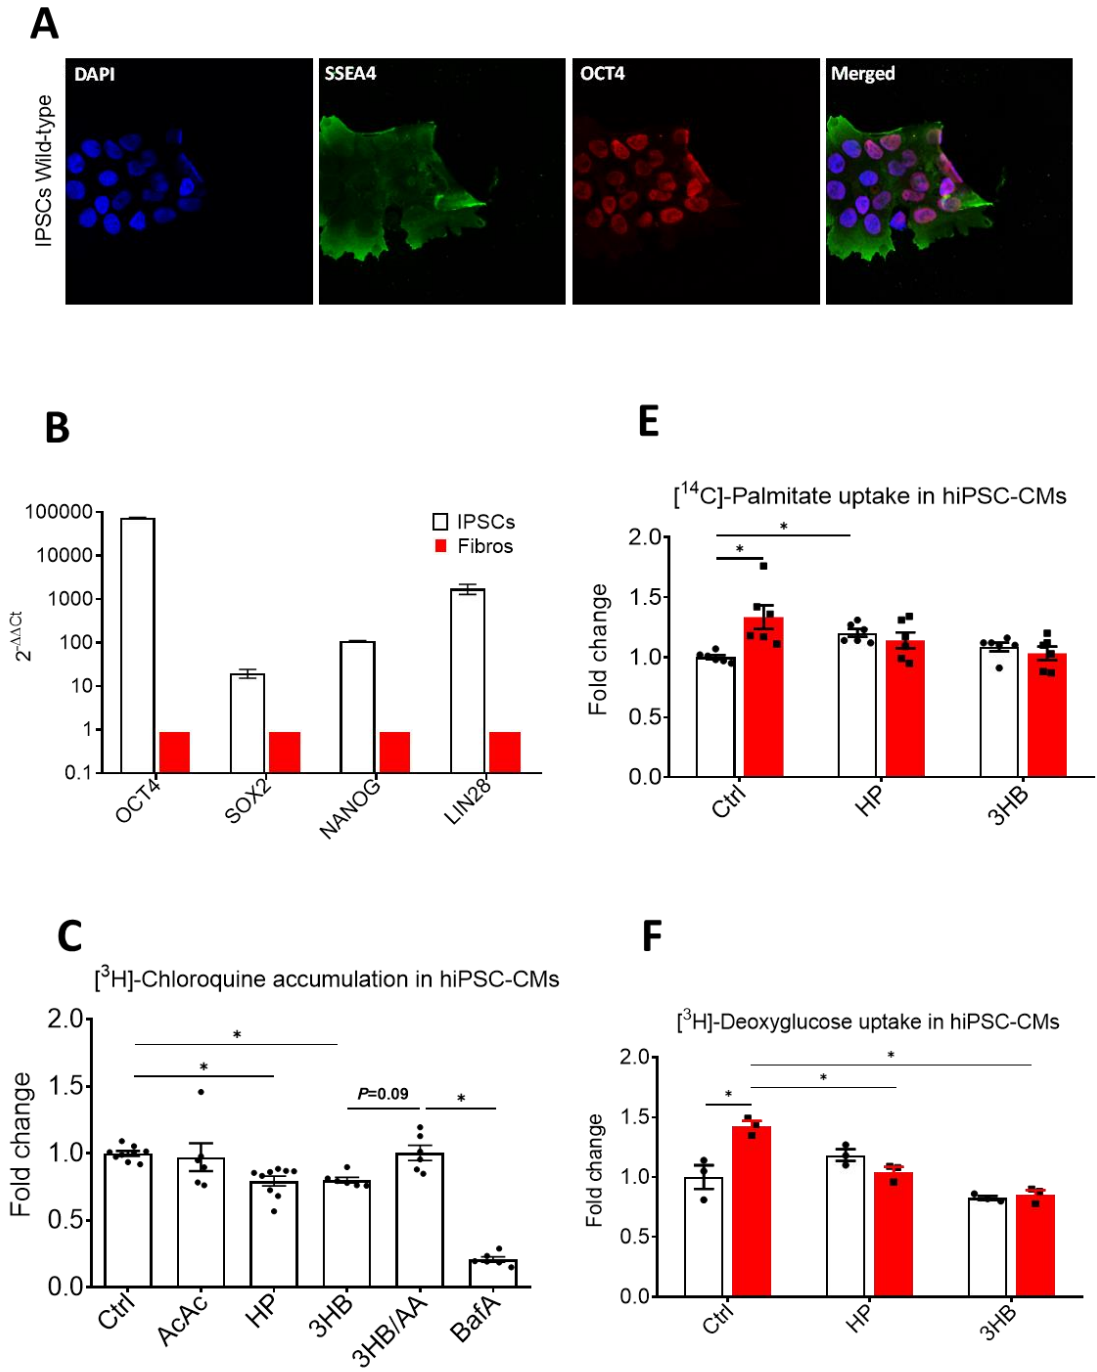 A
IPSCs Wild-type
DAPI
SSEA4
OCT4
Merged
B
2^-ΔΔCt
100000
10000
1000
100
10
1
0.1
IPSCs
Fibros
OCT4
SOX2
NANOG
LIN28
C
[³H]-Chloroquine accumulation in hiPSC-CMs
Fold change
2.0
1.5
1.0
0.5
0.0
*
*
P=0.09
*
Ctrl
AcAc
HP
3HB
3HB/AA
BafA
E
[¹⁴C]-Palmitate uptake in hiPSC-CMs
Fold change
2.0
1.5
1.0
0.5
0.0
*
*
Ctrl
HP
3HB
F
[³H]-Deoxyglucose uptake in hiPSC-CMs
Fold change
2.0
1.5
1.0
0.5
0.0
*
*
*
Ctrl
HP
3HB